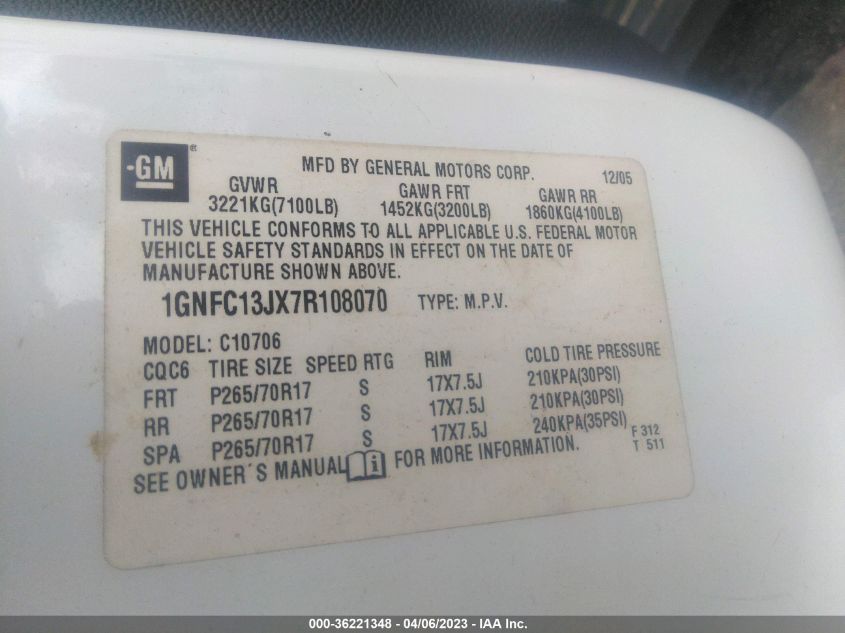 GM ® MFD BY GENERAL MOTORS CORP. 12/05
GVWR GAWR FRT GAWR RR
3221KG(7100LB) 1452KG(3200LB) 1860KG(4100LB)
THIS VEHICLE CONFORMS TO ALL APPLICABLE U.S. FEDERAL MOTOR
VEHICLE SAFETY STANDARDS IN EFFECT ON THE DATE OF
MANUFACTURE SHOWN ABOVE.
1GNFC13JX7R108070 TYPE: M.P.V.
MODEL: C10706
CQC6 TIRE SIZE SPEED RTG RIM COLD TIRE PRESSURE
FRT P265/70R17 S 17X7.5J 210KPA(30PSI)
RR P265/70R17 S 17X7.5J 210KPA(30PSI)
SPA P265/70R17 S 17X7.5J 240KPA(35PSI)
SEE OWNER´S MANUAL i FOR MORE INFORMATION.
F 312
T 511
000-36221348 - 04/06/2023 - IAA Inc.